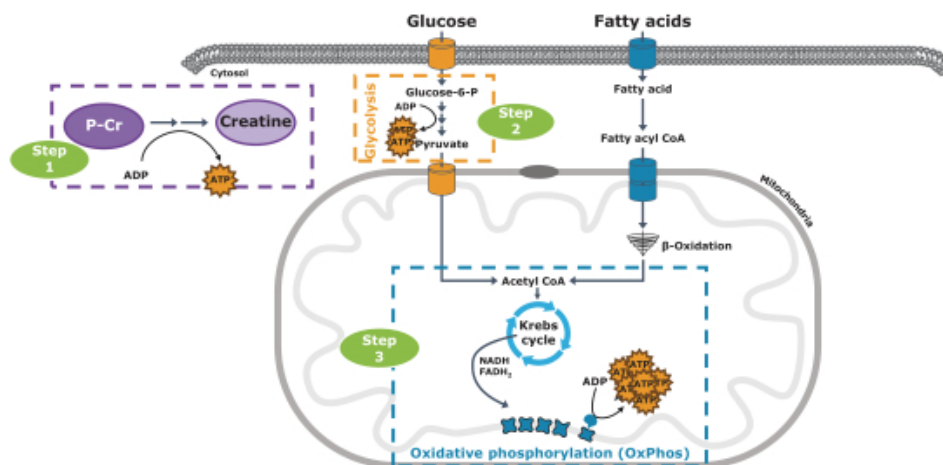 Glucose
Fatty acids
Cytosol
Glycolysis
Glucose-6-P
ADP
ATP
Pyruvate
Step
2
Fatty acid
Fatty acyl CoA
P-Cr
Creatine
Step
1
ADP
ATP
Mitochondria
β-Oxidation
Acetyl CoA
Krebs
cycle
Step
3
NADH
FADH₂
ADP
ATP
ATP
ATP
Oxidative phosphorylation (OxPhos)